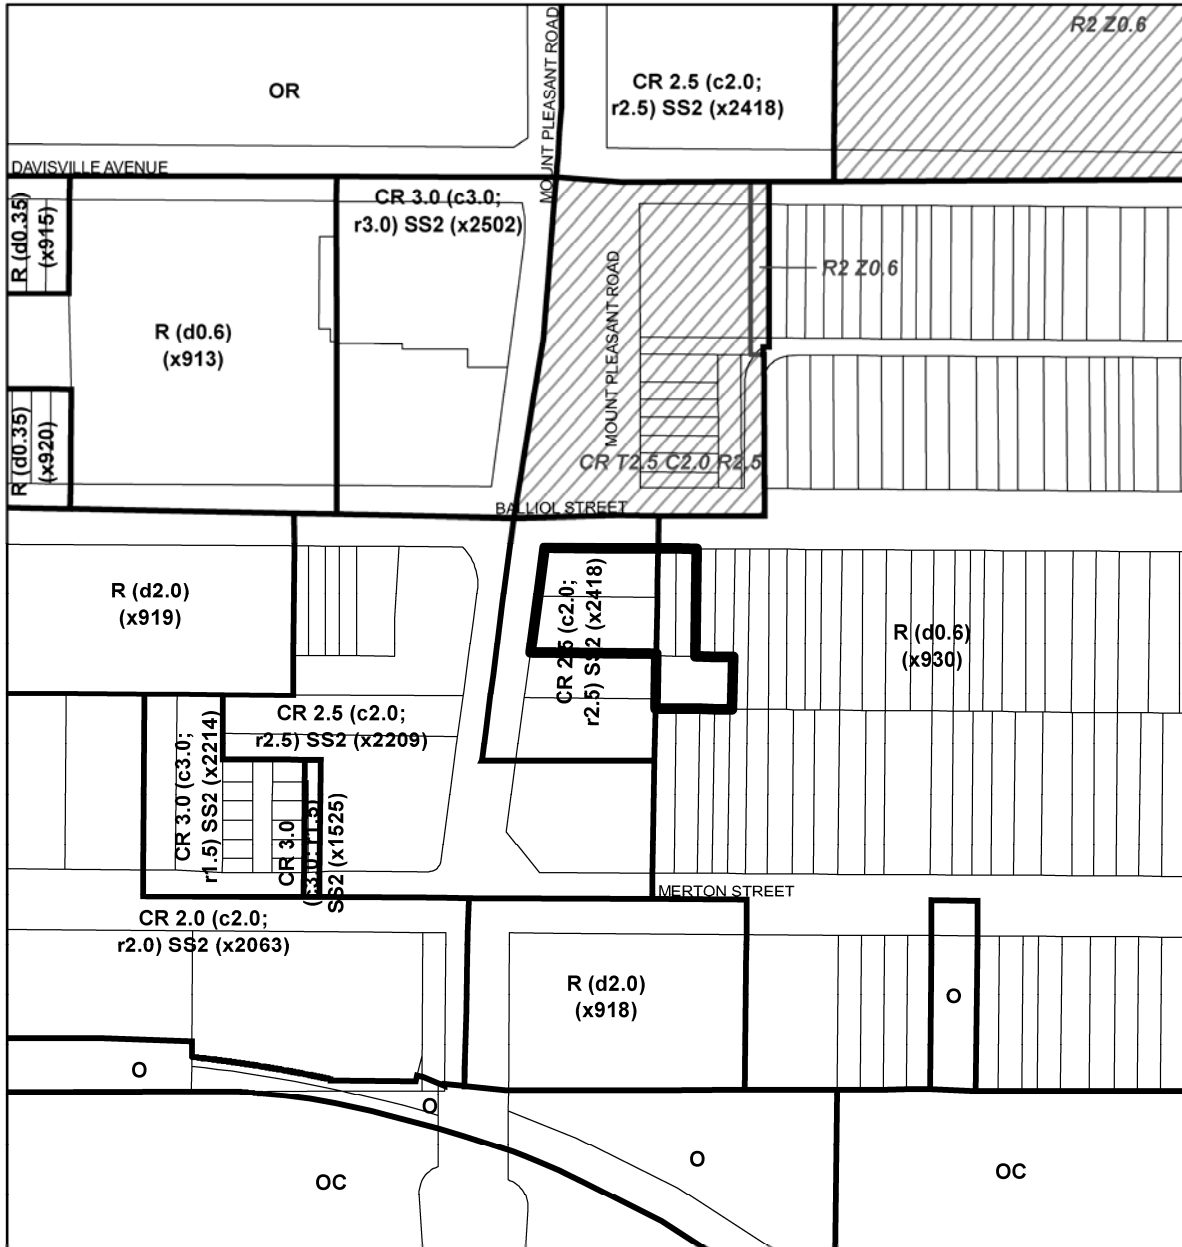 R2 Z0.6
OR
MOUNT PLEASANT ROAD
CR 2.5 (c2.0;
r2.5) SS2 (x2418)
DAVISVILLE AVENUE
R (d0.35)
(x915)
CR 3.0 (c3.0;
r3.0) SS2 (x2502)
R2 Z0.6
MOUNT PLEASANT ROAD
R (d0.6)
(x913)
R (d0.35)
(x920)
CR T2.5 C2.0 R2.5
BALLIOL STREET
R (d2.0)
(x919)
CR 2.5 (c2.0;
r2.5) SS2 (x2418)
R (d0.6)
(x930)
CR 2.5 (c2.0;
r2.5) SS2 (x2209)
CR 3.0 (c3.0;
r1.5) SS2 (x2214)
CR 3.0
(c3.0; r1.5)
SS2 (x1525)
MERTON STREET
CR 2.0 (c2.0;
r2.0) SS2 (x2063)
R (d2.0)
(x918)
O
O
O
O
OC
OC